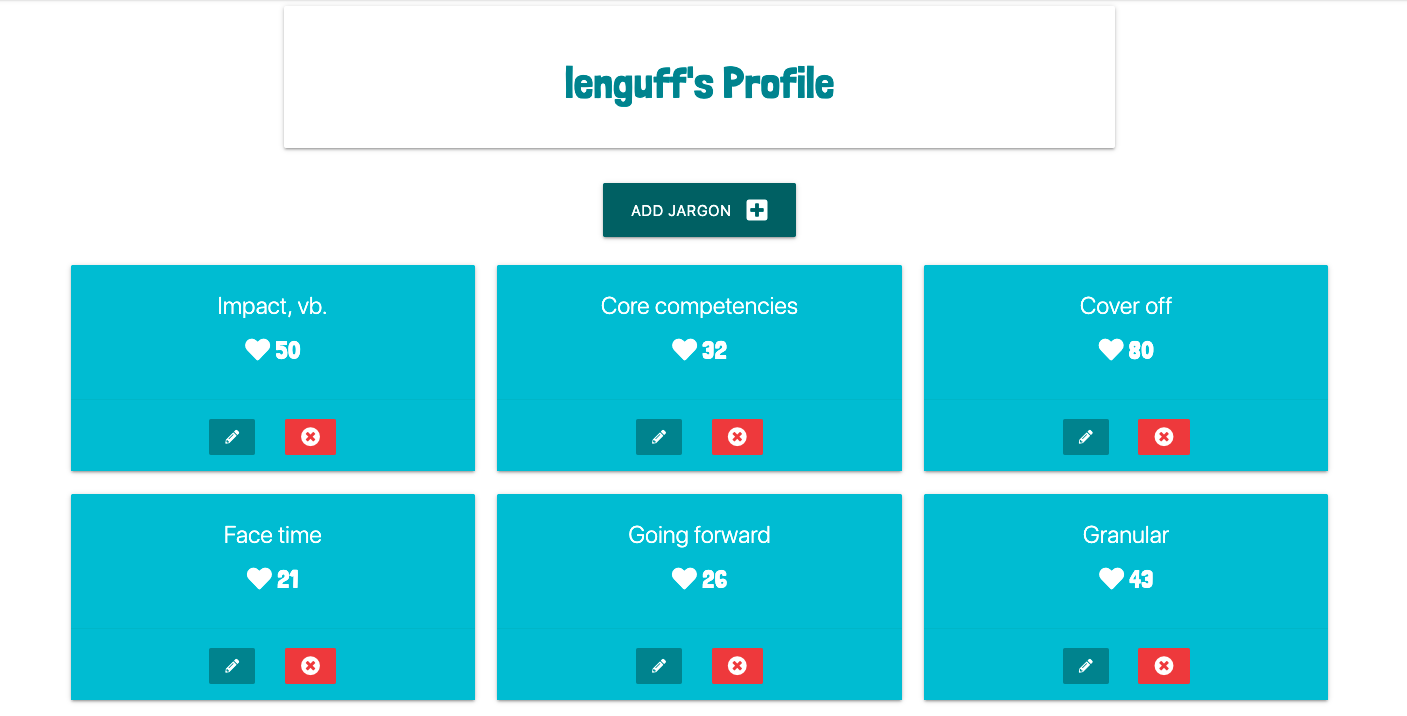 lenguff's Profile
ADD JARGON
Impact, vb.
50
Core competencies
32
Cover off
80
Face time
21
Going forward
26
Granular
43